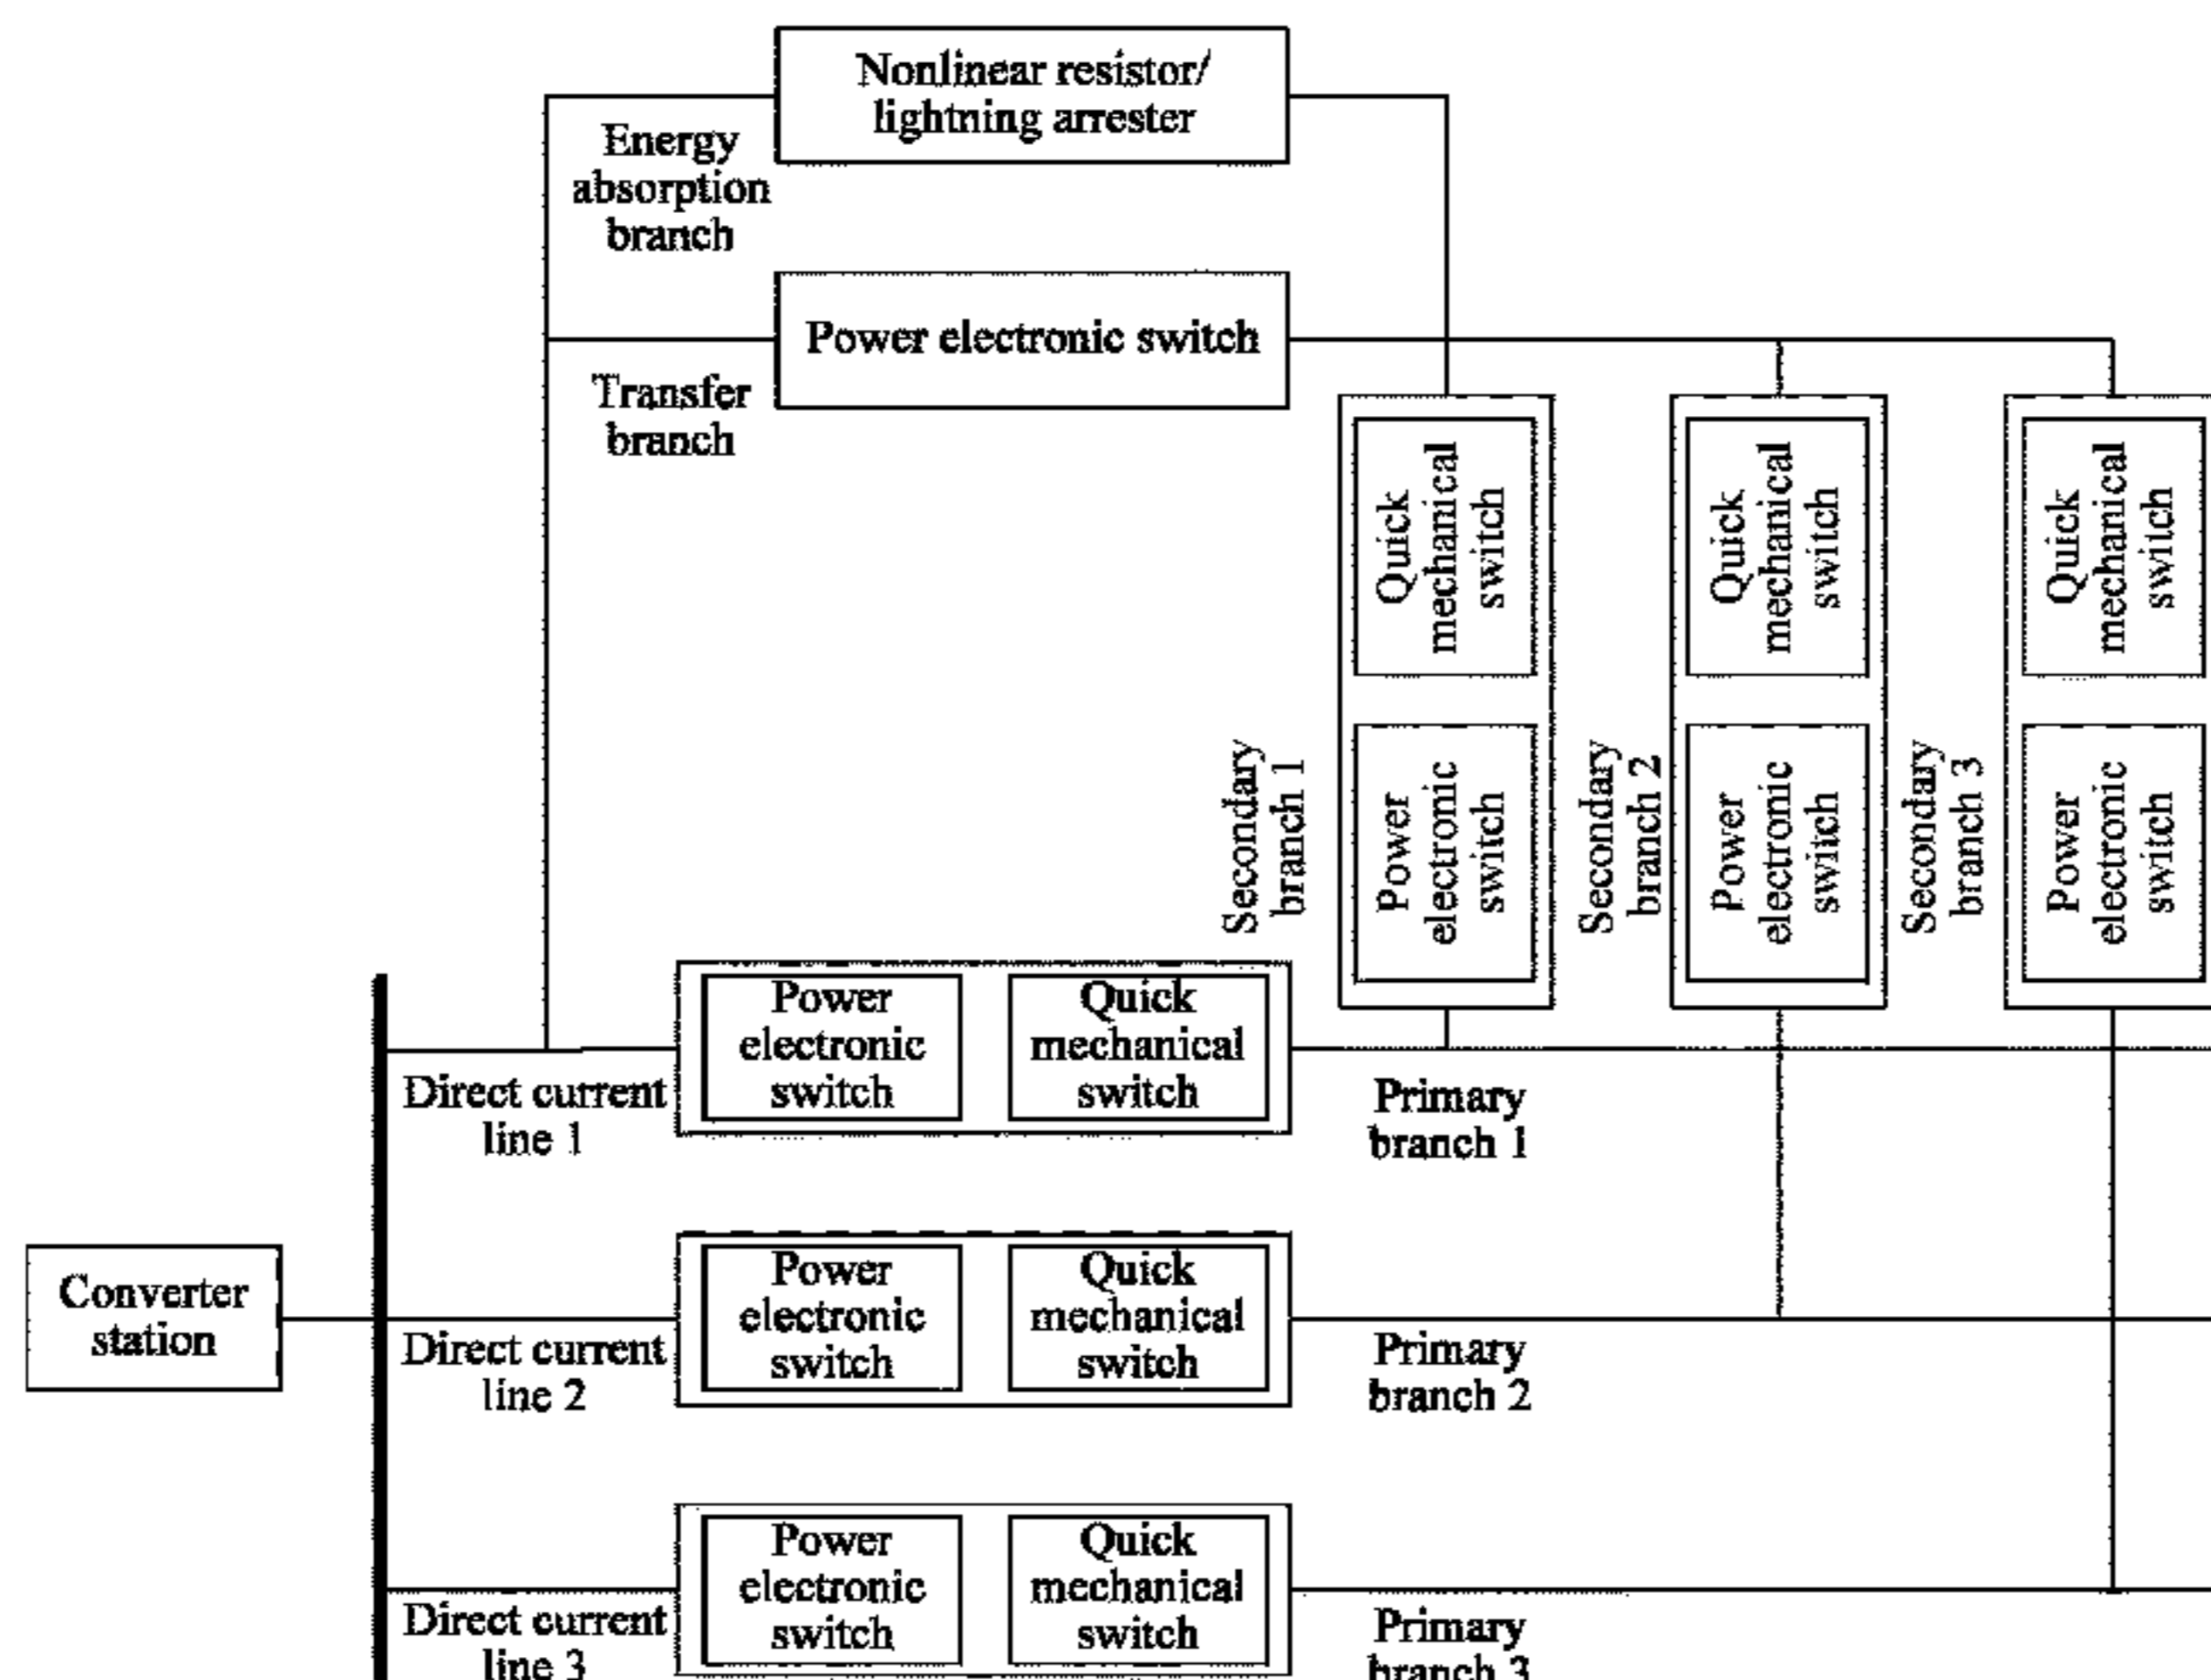 Nonlinear resistor/
lightning arrester
Energy
absorption
branch
Power electronic switch
Transfer
branch
Quick
mechanical
switch
Quick
mechanical
switch
Quick
mechanical
switch
Secondary
branch 1
Power
electronic
switch
Secondary
branch 2
Power
electronic
switch
Secondary
branch 3
Power
electronic
switch
Power
electronic
switch
Quick
mechanical
switch
Direct current
line 1
Primary
branch 1
Converter
station
Power
electronic
switch
Quick
mechanical
switch
Direct current
line 2
Primary
branch 2
Power
electronic
switch
Quick
mechanical
switch
Direct current
line 3
Primary
branch 3